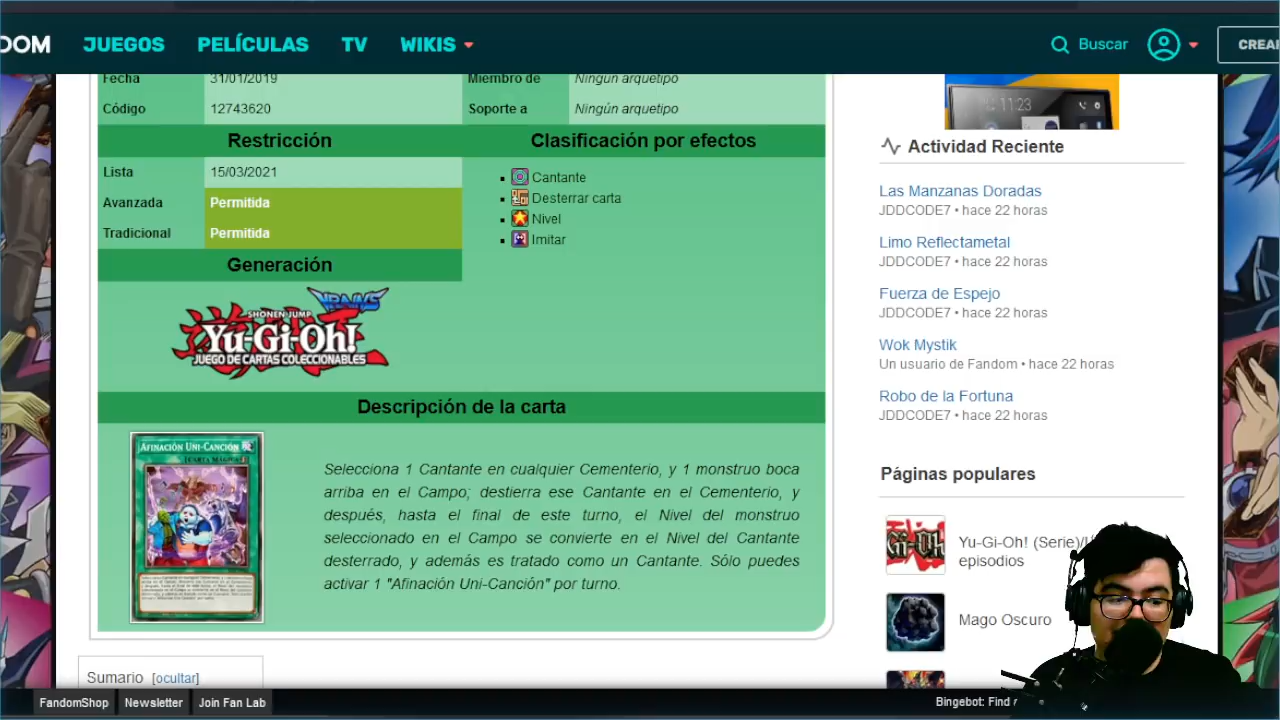 DOM JUEGOS PELÍCULAS TV WIKIS Buscar CREA
Fecha 31/01/2019 Miembro de Ningún arquetipo
Código 12743620 Soporte a Ningún arquetipo
Restricción Clasificación por efectos
Lista 15/03/2021
Avanzada Permitida
Tradicional Permitida
Cantante
Desterrar carta
Nivel
Imitar
Generación
VRAINS
SHONEN JUMP
Yu-Gi-Oh!
JUEGO DE CARTAS COLECCIONABLES
Descripción de la carta
AFINACIÓN UNI-CANCIÓN
Selecciona 1 Cantante en cualquier Cementerio, y 1 monstruo boca
arriba en el Campo; destierra ese Cantante en el Cementerio, y
después, hasta el final de este turno, el Nivel del monstruo
seleccionado en el Campo se convierte en el Nivel del Cantante
desterrado, y además es tratado como un Cantante. Sólo puedes
activar 1 "Afinación Uni-Canción" por turno.
Sumario [ocultar]
11:23
Actividad Reciente
Las Manzanas Doradas
JDDCODE7 • hace 22 horas
Limo Reflectametal
JDDCODE7 • hace 22 horas
Fuerza de Espejo
JDDCODE7 • hace 22 horas
Wok Mystik
Un usuario de Fandom • hace 22 horas
Robo de la Fortuna
JDDCODE7 • hace 22 horas
Páginas populares
Yu-Gi-Oh! (Serie)/
episodios
Mago Oscuro
FandomShop Newsletter Join Fan Lab Bingebot: Find